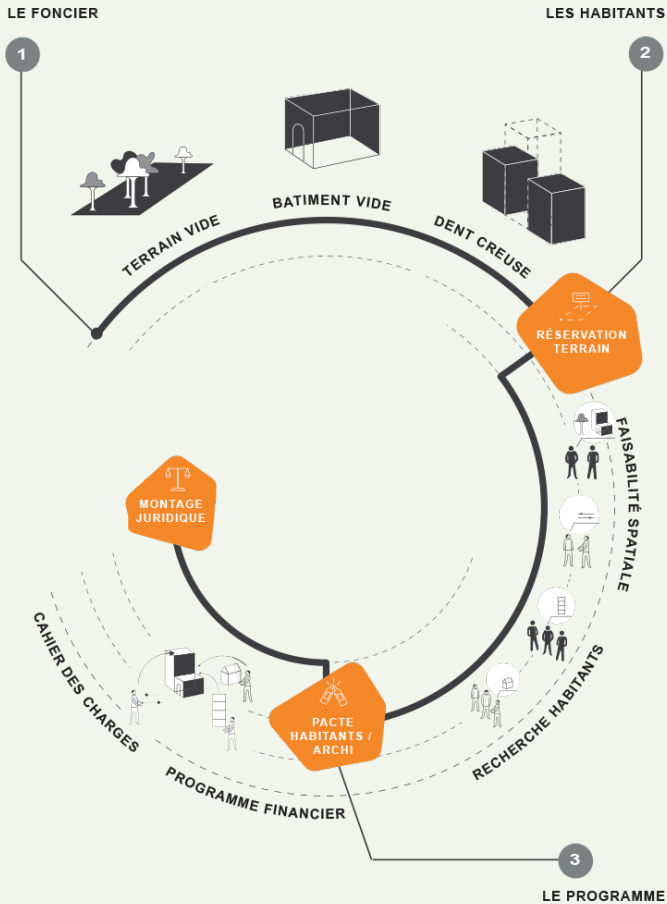 LE FONCIER
1
LES HABITANTS
2
TERRAIN VIDE
BATIMENT VIDE
DENT CREUSE
RÉSERVATION
TERRAIN
FAISABILITÉ SPATIALE
RECHERCHE HABITANTS
MONTAGE
JURIDIQUE
CAHIER DES CHARGES
PROGRAMME FINANCIER
PACTE
HABITANTS /
ARCHI
3
LE PROGRAMME